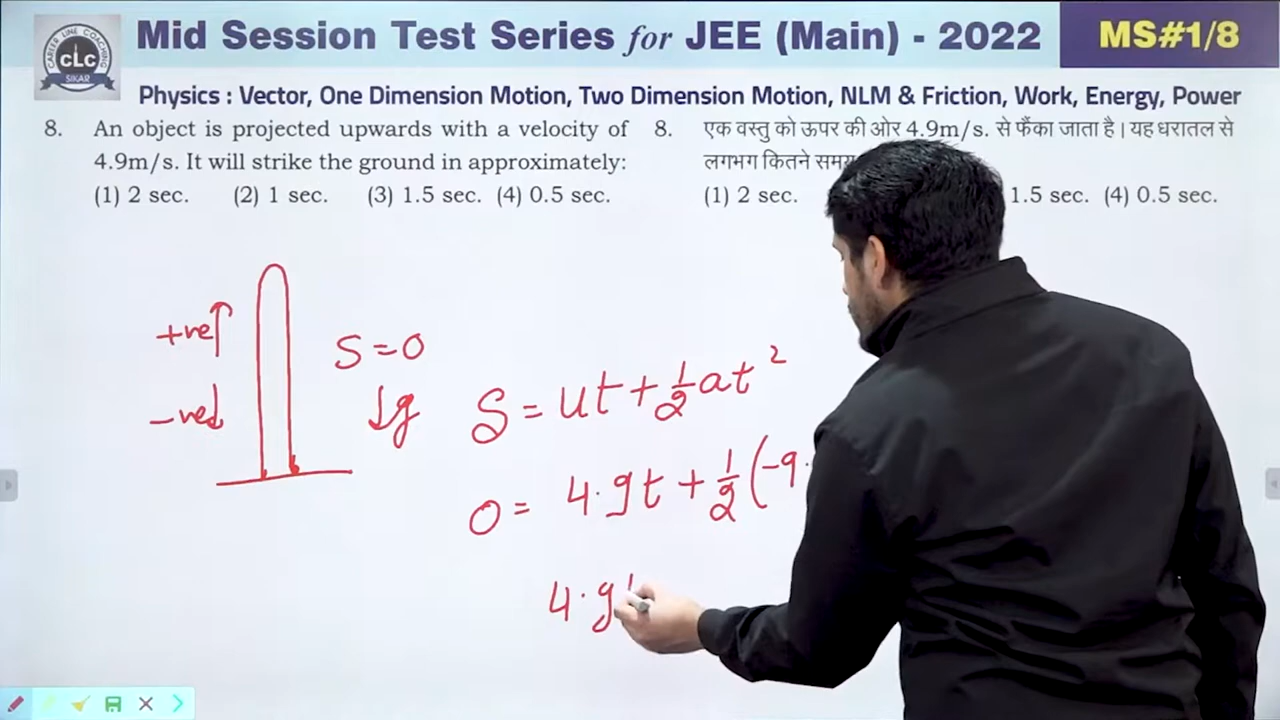 Mid Session Test Series for JEE (Main) - 2022
MS#1/8
CAREER LINE COACHING
CLC
SIKAR
Physics : Vector, One Dimension Motion, Two Dimension Motion, NLM & Friction, Work, Energy, Power
8. An object is projected upwards with a velocity of
4.9m/s. It will strike the ground in approximately:
(1) 2 sec. (2) 1 sec. (3) 1.5 sec. (4) 0.5 sec.
8. एक वस्तु को ऊपर की ओर 4.9m/s. से फैंका जाता है। यह धरातल से
लगभग कितने
(1) 2 sec. 1.5 sec. (4) 0.5 sec.
+ve
-ve
S=0
↓g
S = ut + 1/2 at²
0 = 4.9t + 1/2 (-9.
4.9